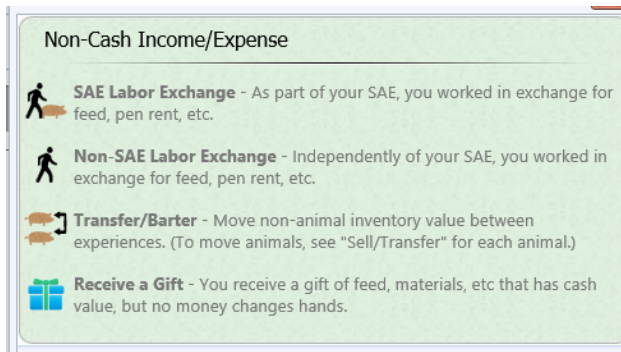 Non-Cash Income/Expense
SAE Labor Exchange - As part of your SAE, you worked in exchange for
feed, pen rent, etc.
Non-SAE Labor Exchange - Independently of your SAE, you worked in
exchange for feed, pen rent, etc.
Transfer/Barter - Move non-animal inventory value between
experiences. (To move animals, see "Sell/Transfer" for each animal.)
Receive a Gift - You receive a gift of feed, materials, etc that has cash
value, but no money changes hands.